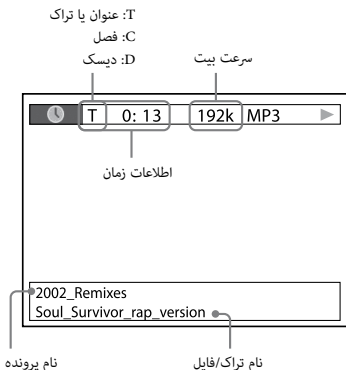 T: عنوان یا تراک
C: فصل
D: دیسک
سرعت بیت
T 0: 13 192k MP3
اطلاعات زمان
2002_Remixes
Soul_Survivor_rap_version
نام پرونده
نام تراک/فایل